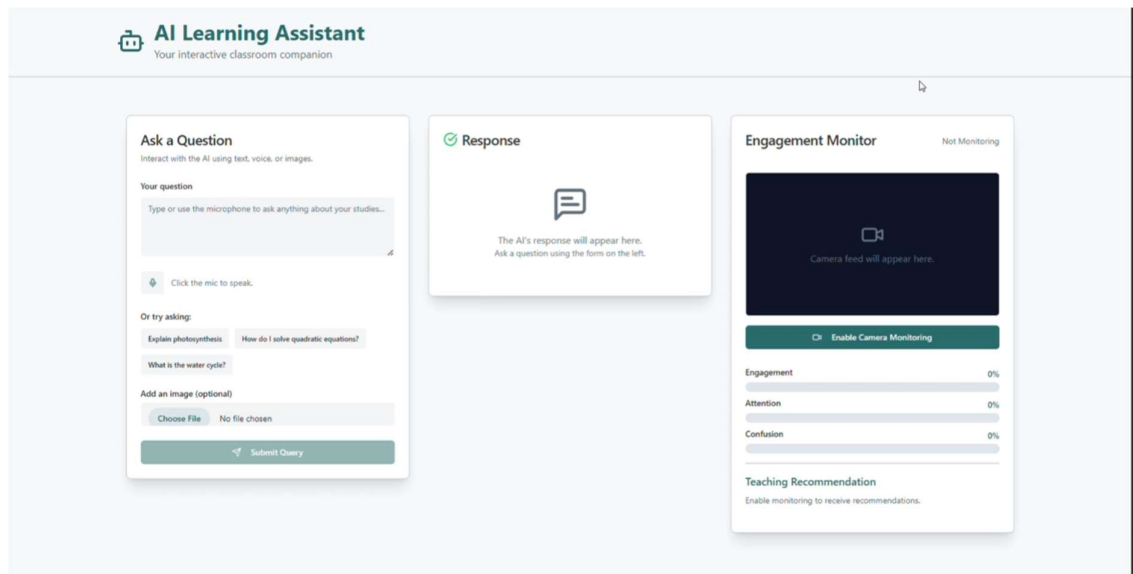 AI Learning Assistant
Your interactive classroom companion
Ask a Question
Interact with the AI using text, voice, or images.
Your question
Type or use the microphone to ask anything about your studies...
Click the mic to speak.
Or try asking:
Explain photosynthesis
How do I solve quadratic equations?
What is the water cycle?
Add an image (optional)
Choose File No file chosen
Submit Query
Response
The AI's response will appear here.
Ask a question using the form on the left.
Engagement Monitor
Not Monitoring
Camera feed will appear here.
Enable Camera Monitoring
Engagement 0%
Attention 0%
Confusion 0%
Teaching Recommendation
Enable monitoring to receive recommendations.